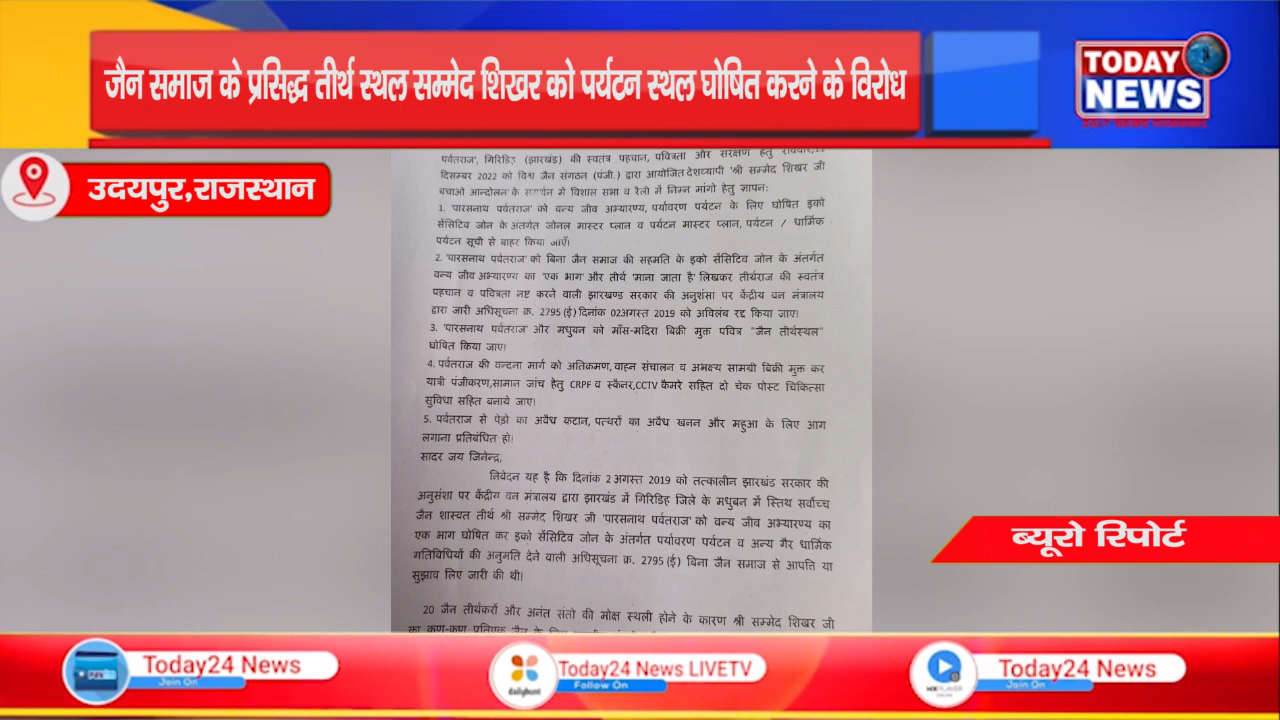 जैन समाज के प्रसिद्ध तीर्थ स्थल सम्मेद शिखर को पर्यटन स्थल घोषित करने के विरोध
TODAY
NEWS
उदयपुर,राजस्थान
पर्वतराज', गिरिडिह (झारखंड) की स्वतंत्र पहचान, पवित्रता और संरक्षण हेतु
दिसम्बर 2022 को विश्व जैन संगठन (पंजी.) द्वारा आयोजित देशव्यापी 'श्री सम्मेद शिखर जी
बचाओ आन्दोलन' के समर्थन में विशाल सभा व रैली में निम्न मांगो हेतु ज्ञापन:
1. 'पारसनाथ पर्वतराज' को वन्य जीव अभ्यारण्य, पर्यावरण पर्यटन के लिए घोषित इको
सेंसिटिव जोन के अंतर्गत जोनल मास्टर प्लान व पर्यटन मास्टर प्लान, पर्यटन / धार्मिक
पर्यटन सूची से बाहर किया जाएँ।
2. 'पारसनाथ पर्वतराज' को बिना जैन समाज की सहमति के इको सेंसिटिव जोन के अंतर्गत
वन्य जीव अभ्यारण्य का 'एक भाग' और तीर्थ 'माना जाता है' लिखकर तीर्थराज की स्वतंत्र
पहचान व पवित्रता नष्ट करने वाली झारखण्ड सरकार की अनुशंसा पर केंद्रीय वन मंत्रालय
द्वारा जारी अधिसूचना क्र. 2795 (ई) दिनांक 02अगस्त 2019 को अविलंब रद्द किया जाए।
3. 'पारसनाथ पर्वतराज' और मधुबन को माँस-मदिरा बिक्री मुक्त पवित्र "जैन तीर्थस्थल"
घोषित किया जाए।
4. पर्वतराज की वन्दना मार्ग को अतिक्रमण, वाहन संचालन व अभक्ष्य सामग्री बिक्री मुक्त कर
यात्री पंजीकरण,सामान जांच हेतु CRPF व स्कैनर,CCTV कैमरे सहित दो चेक पोस्ट चिकित्सा
सुविधा सहित बनाये जाए।
5. पर्वतराज से पेड़ो का अवैध कटान, पत्थरों का अवैध खनन और महुआ के लिए आग
लगाना प्रतिबंधित हो।
सादर जय जिनेन्द्र,
निवेदन यह है कि दिनांक 2 अगस्त 2019 को तत्कालीन झारखंड सरकार की
अनुसंशा पर केंद्रीय वन मंत्रालय द्वारा झारखंड में गिरिडिह जिले के मधुबन में स्तिथ सर्वोच्च
जैन शास्वत तीर्थ श्री सम्मेद शिखर जी 'पारसनाथ पर्वतराज' को वन्य जीव अभ्यारण्य का
एक भाग घोषित कर इको सेंसिटिव जोन के अंतर्गत पर्यावरण पर्यटन व अन्य गैर धार्मिक
गतिविधियों की अनुमति देने वाली अधिसूचना क्र. 2795 (ई) बिना जैन समाज से आपत्ति या
सुझाव लिए जारी की थी।
20 जैन तीर्थंकरों और अनंत संतो की मोक्ष स्थली होने के कारण श्री सम्मेद शिखर जी
का कण-कण
ब्यूरो रिपोर्ट
Today24 News
Join On
dailyhunt
Today24 News LIVETV
Follow On
MXPLAYER
Today24 News
Join On